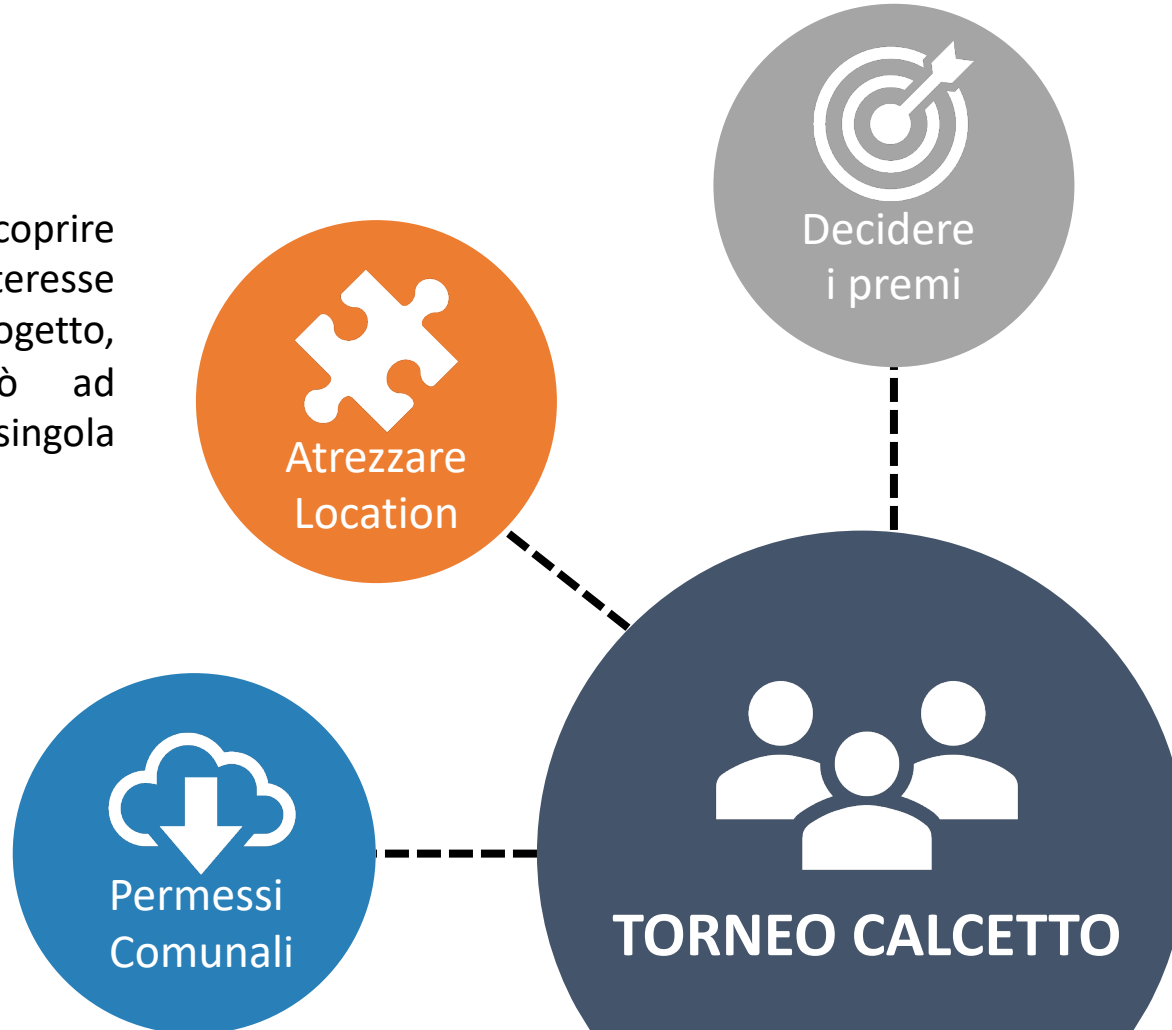 coprire
teresse
ogetto,
ò ad
singola
Decidere
i premi
Atrezzare
Location
Permessi
Comunali
TORNEO CALCETTO